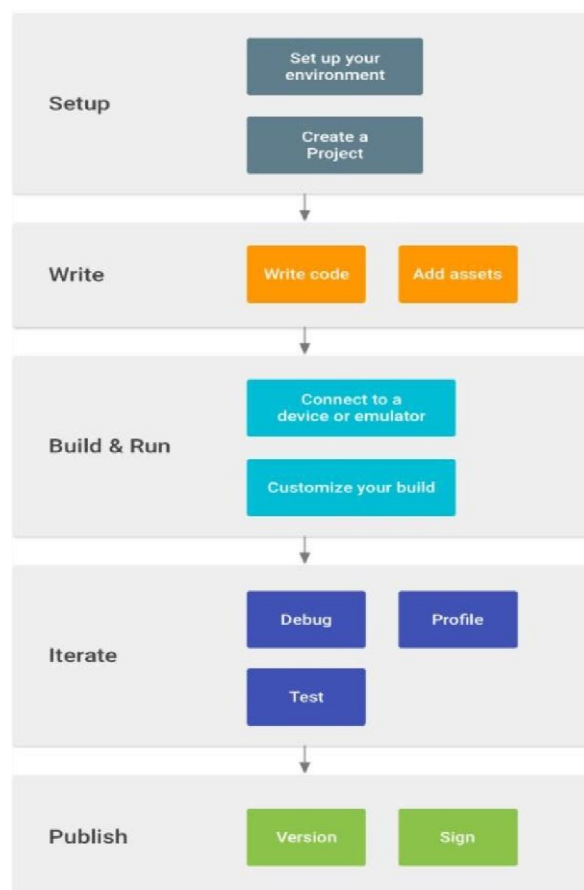 Setup
Set up your
environment
Create a
Project
Write
Write code
Add assets
Build & Run
Connect to a
device or emulator
Customize your build
Iterate
Debug
Profile
Test
Publish
Version
Sign